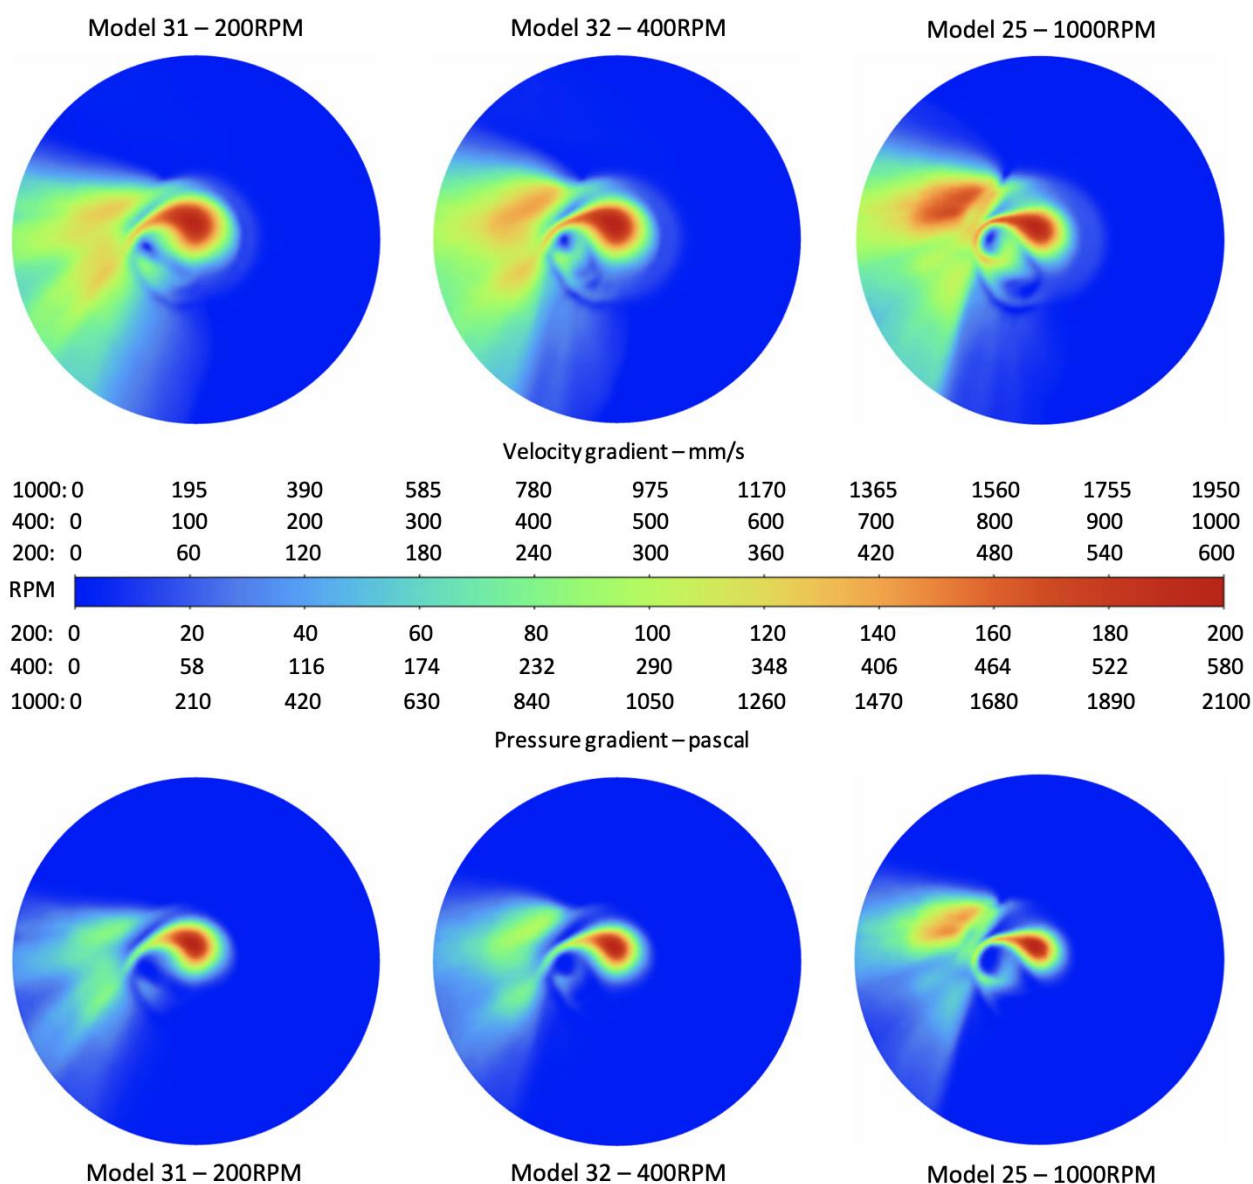 Model 31 – 200RPM Model 32 – 400RPM Model 25 – 1000RPM
Velocity gradient – mm/s
1000: 0 195 390 585 780 975 1170 1365 1560 1755 1950
400: 0 100 200 300 400 500 600 700 800 900 1000
200: 0 60 120 180 240 300 360 420 480 540 600
RPM
200: 0 20 40 60 80 100 120 140 160 180 200
400: 0 58 116 174 232 290 348 406 464 522 580
1000: 0 210 420 630 840 1050 1260 1470 1680 1890 2100
Pressure gradient – pascal
Model 31 – 200RPM Model 32 – 400RPM Model 25 – 1000RPM